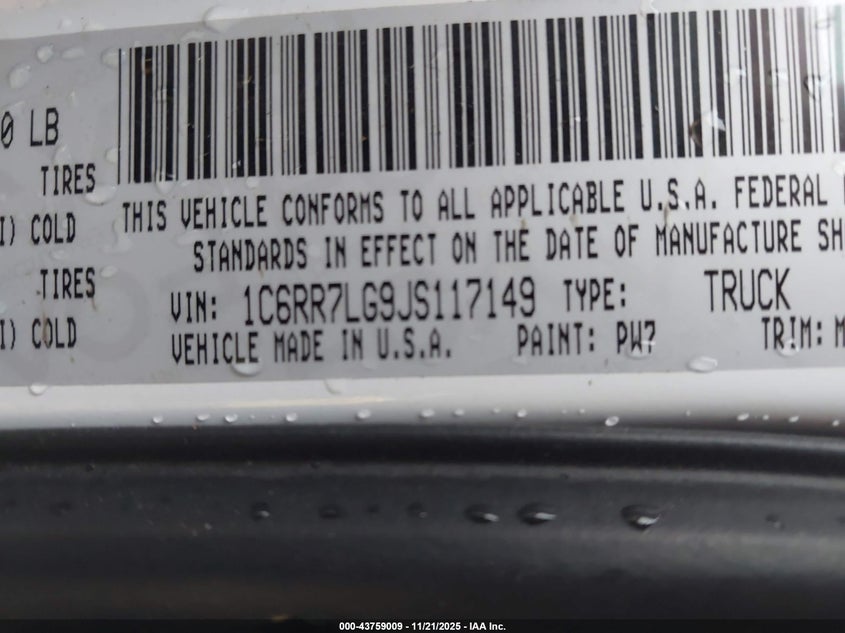 0 LB
TIRES
I) COLD
TIRES
I) COLD
THIS VEHICLE CONFORMS TO ALL APPLICABLE U.S.A. FEDERAL
STANDARDS IN EFFECT ON THE DATE OF MANUFACTURE SH
VIN: 1C6RR7LG9JS117149 TYPE: TRUCK
VEHICLE MADE IN U.S.A. PAINT: PW7 TRIM: M
000-43759009 - 11/21/2025 - IAA Inc.